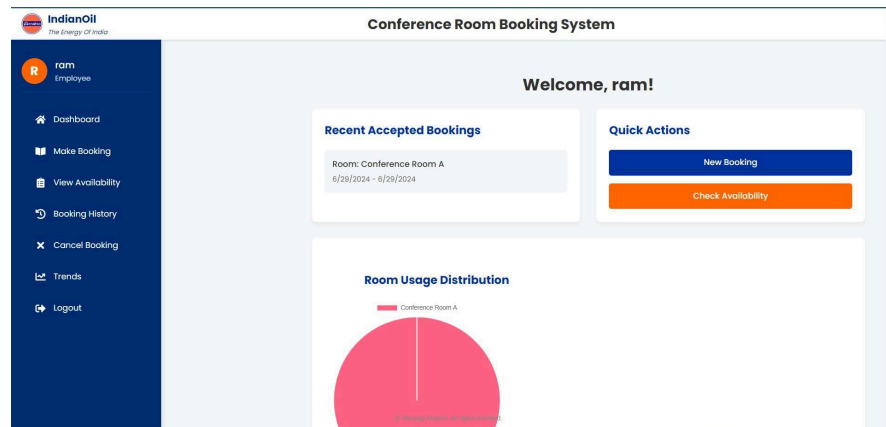 IndianOil
The Energy Of India
Conference Room Booking System
R
ram
Employee
Dashboard
Make Booking
View Availability
Booking History
Cancel Booking
Trends
Logout
Welcome, ram!
Recent Accepted Bookings
Room: Conference Room A
6/29/2024 - 6/29/2024
Quick Actions
New Booking
Check Availability
Room Usage Distribution
Conference Room A